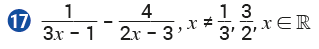 17 1/(3x − 1) − 4/(2x − 3), x ≠ 1/3, 3/2, x ∈ ℝ